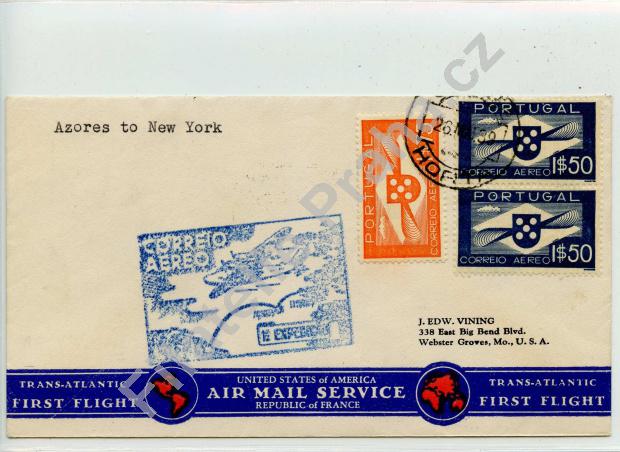 Azores to New York
PORTUGAL
CORREIO AEREO
PORTUGAL
CORREIO AEREO
1$50
PORTUGAL
CORREIO AEREO
1$50
HORTA
CORREIO
AEREO
J. EDW. VINING
338 East Big Bend Blvd.
Webster Groves, Mo., U. S. A.
TRANS-ATLANTIC
FIRST FLIGHT
UNITED STATES of AMERICA
AIR MAIL SERVICE
REPUBLIC of FRANCE
TRANS-ATLANTIC
FIRST FLIGHT